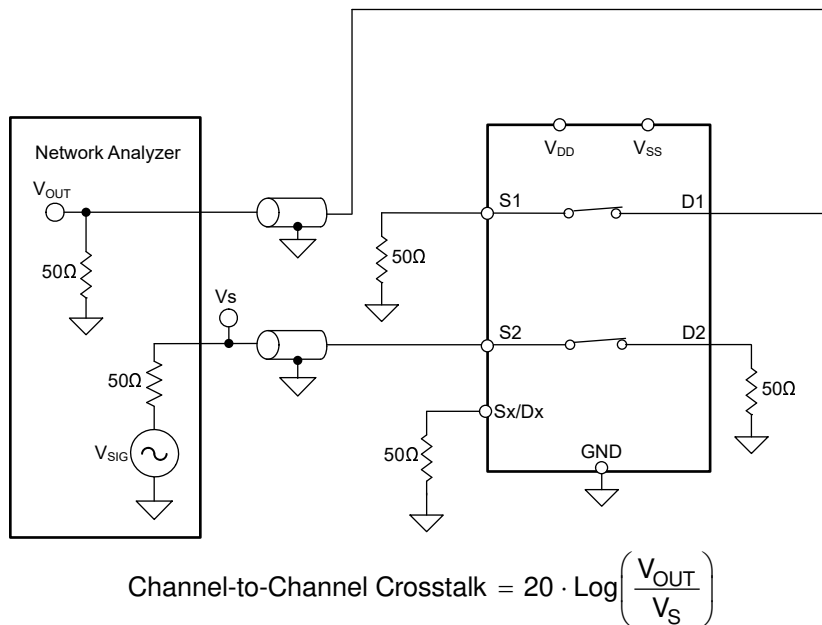 Network Analyzer
V_OUT
50Ω
Vs
50Ω
V_SIG
V_DD
V_SS
S1
D1
50Ω
S2
D2
50Ω
Sx/Dx
50Ω
GND
Channel-to-Channel Crosstalk = 20 · Log(V_OUT / V_S)